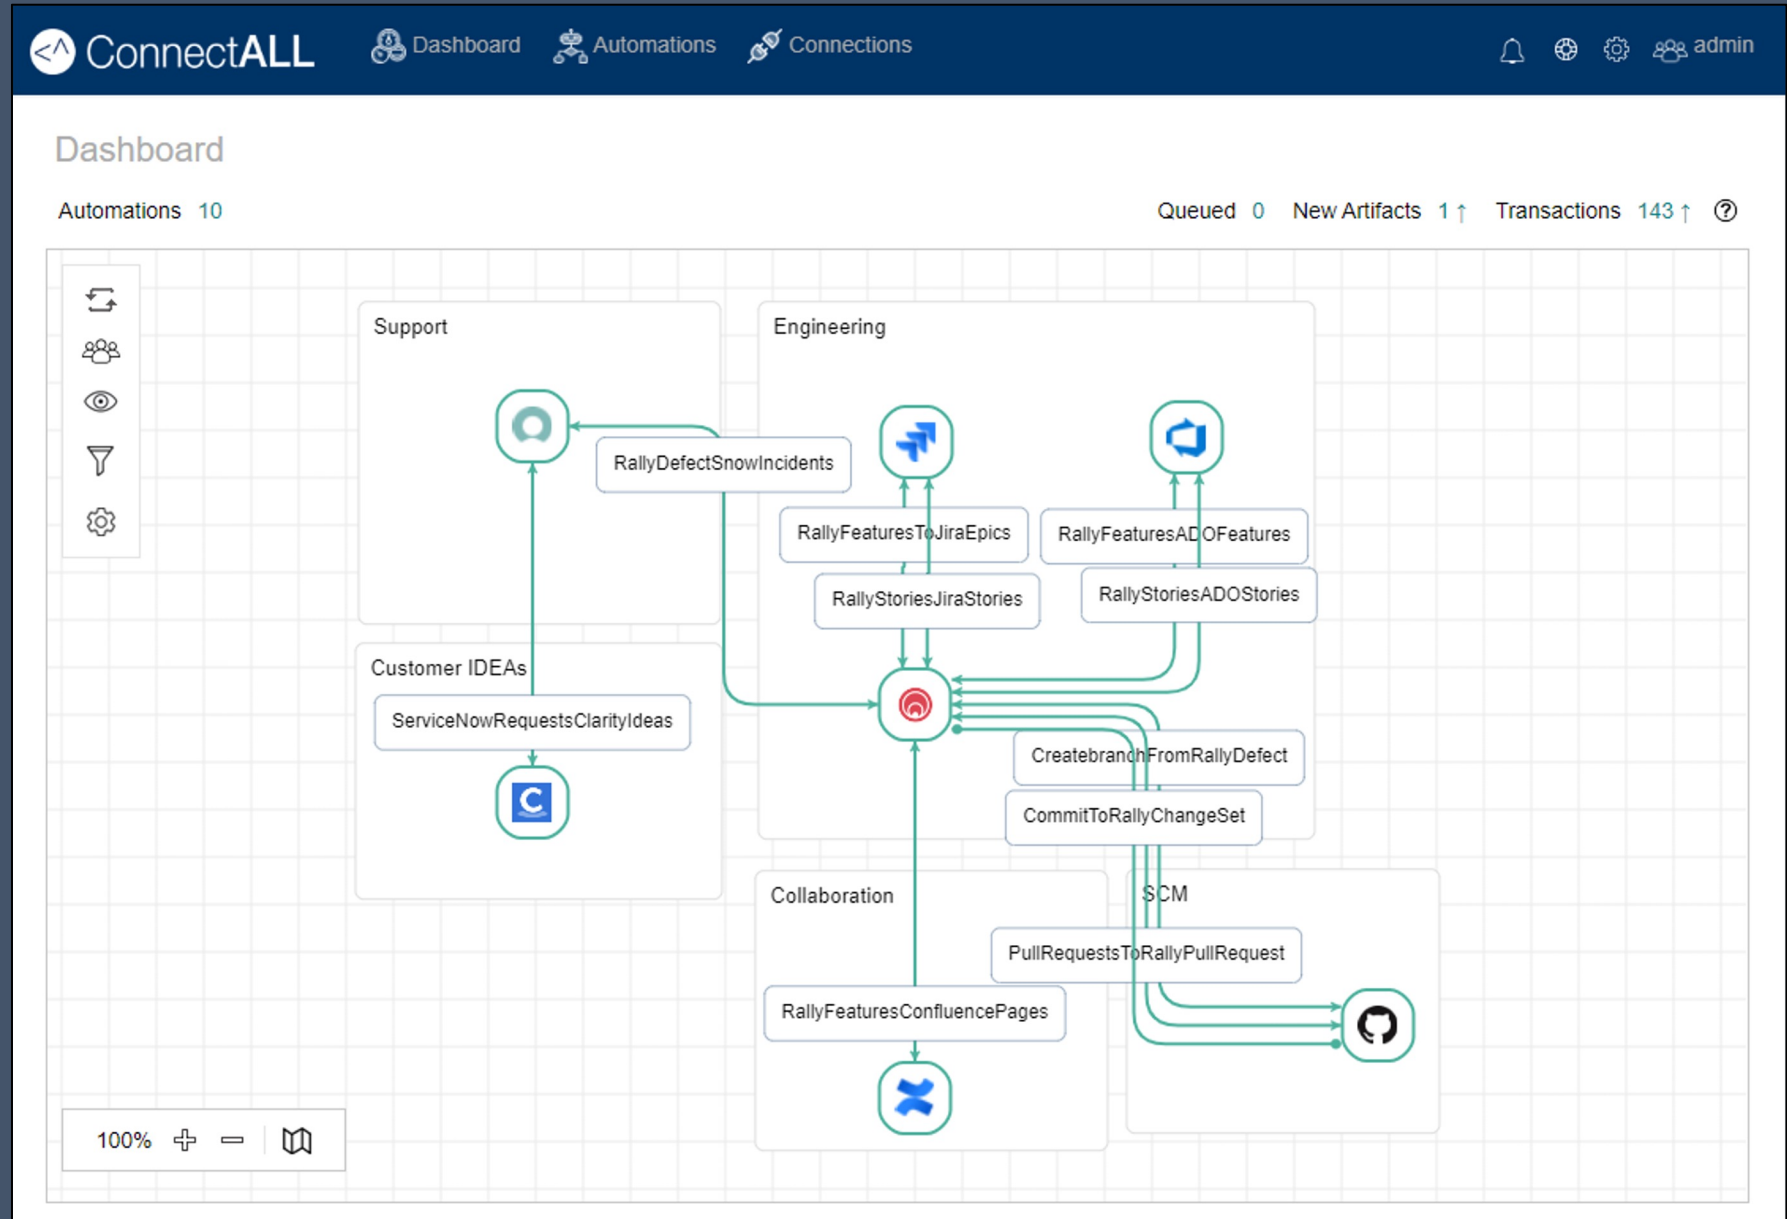 <^ ConnectALL Dashboard Automations Connections admin
Dashboard
Automations 10 Queued 0 New Artifacts 1↑ Transactions 143↑ ?
Support
Engineering
RallyDefectSnowIncidents
RallyFeaturesToJiraEpics
RallyFeaturesADOFeatures
RallyStoriesJiraStories
RallyStoriesADOStories
Customer IDEAs
ServiceNowRequestsClarityIdeas
C
CreatebranchFromRallyDefect
CommitToRallyChangeSet
Collaboration
SCM
PullRequestsToRallyPullRequest
RallyFeaturesConfluencePages
100%